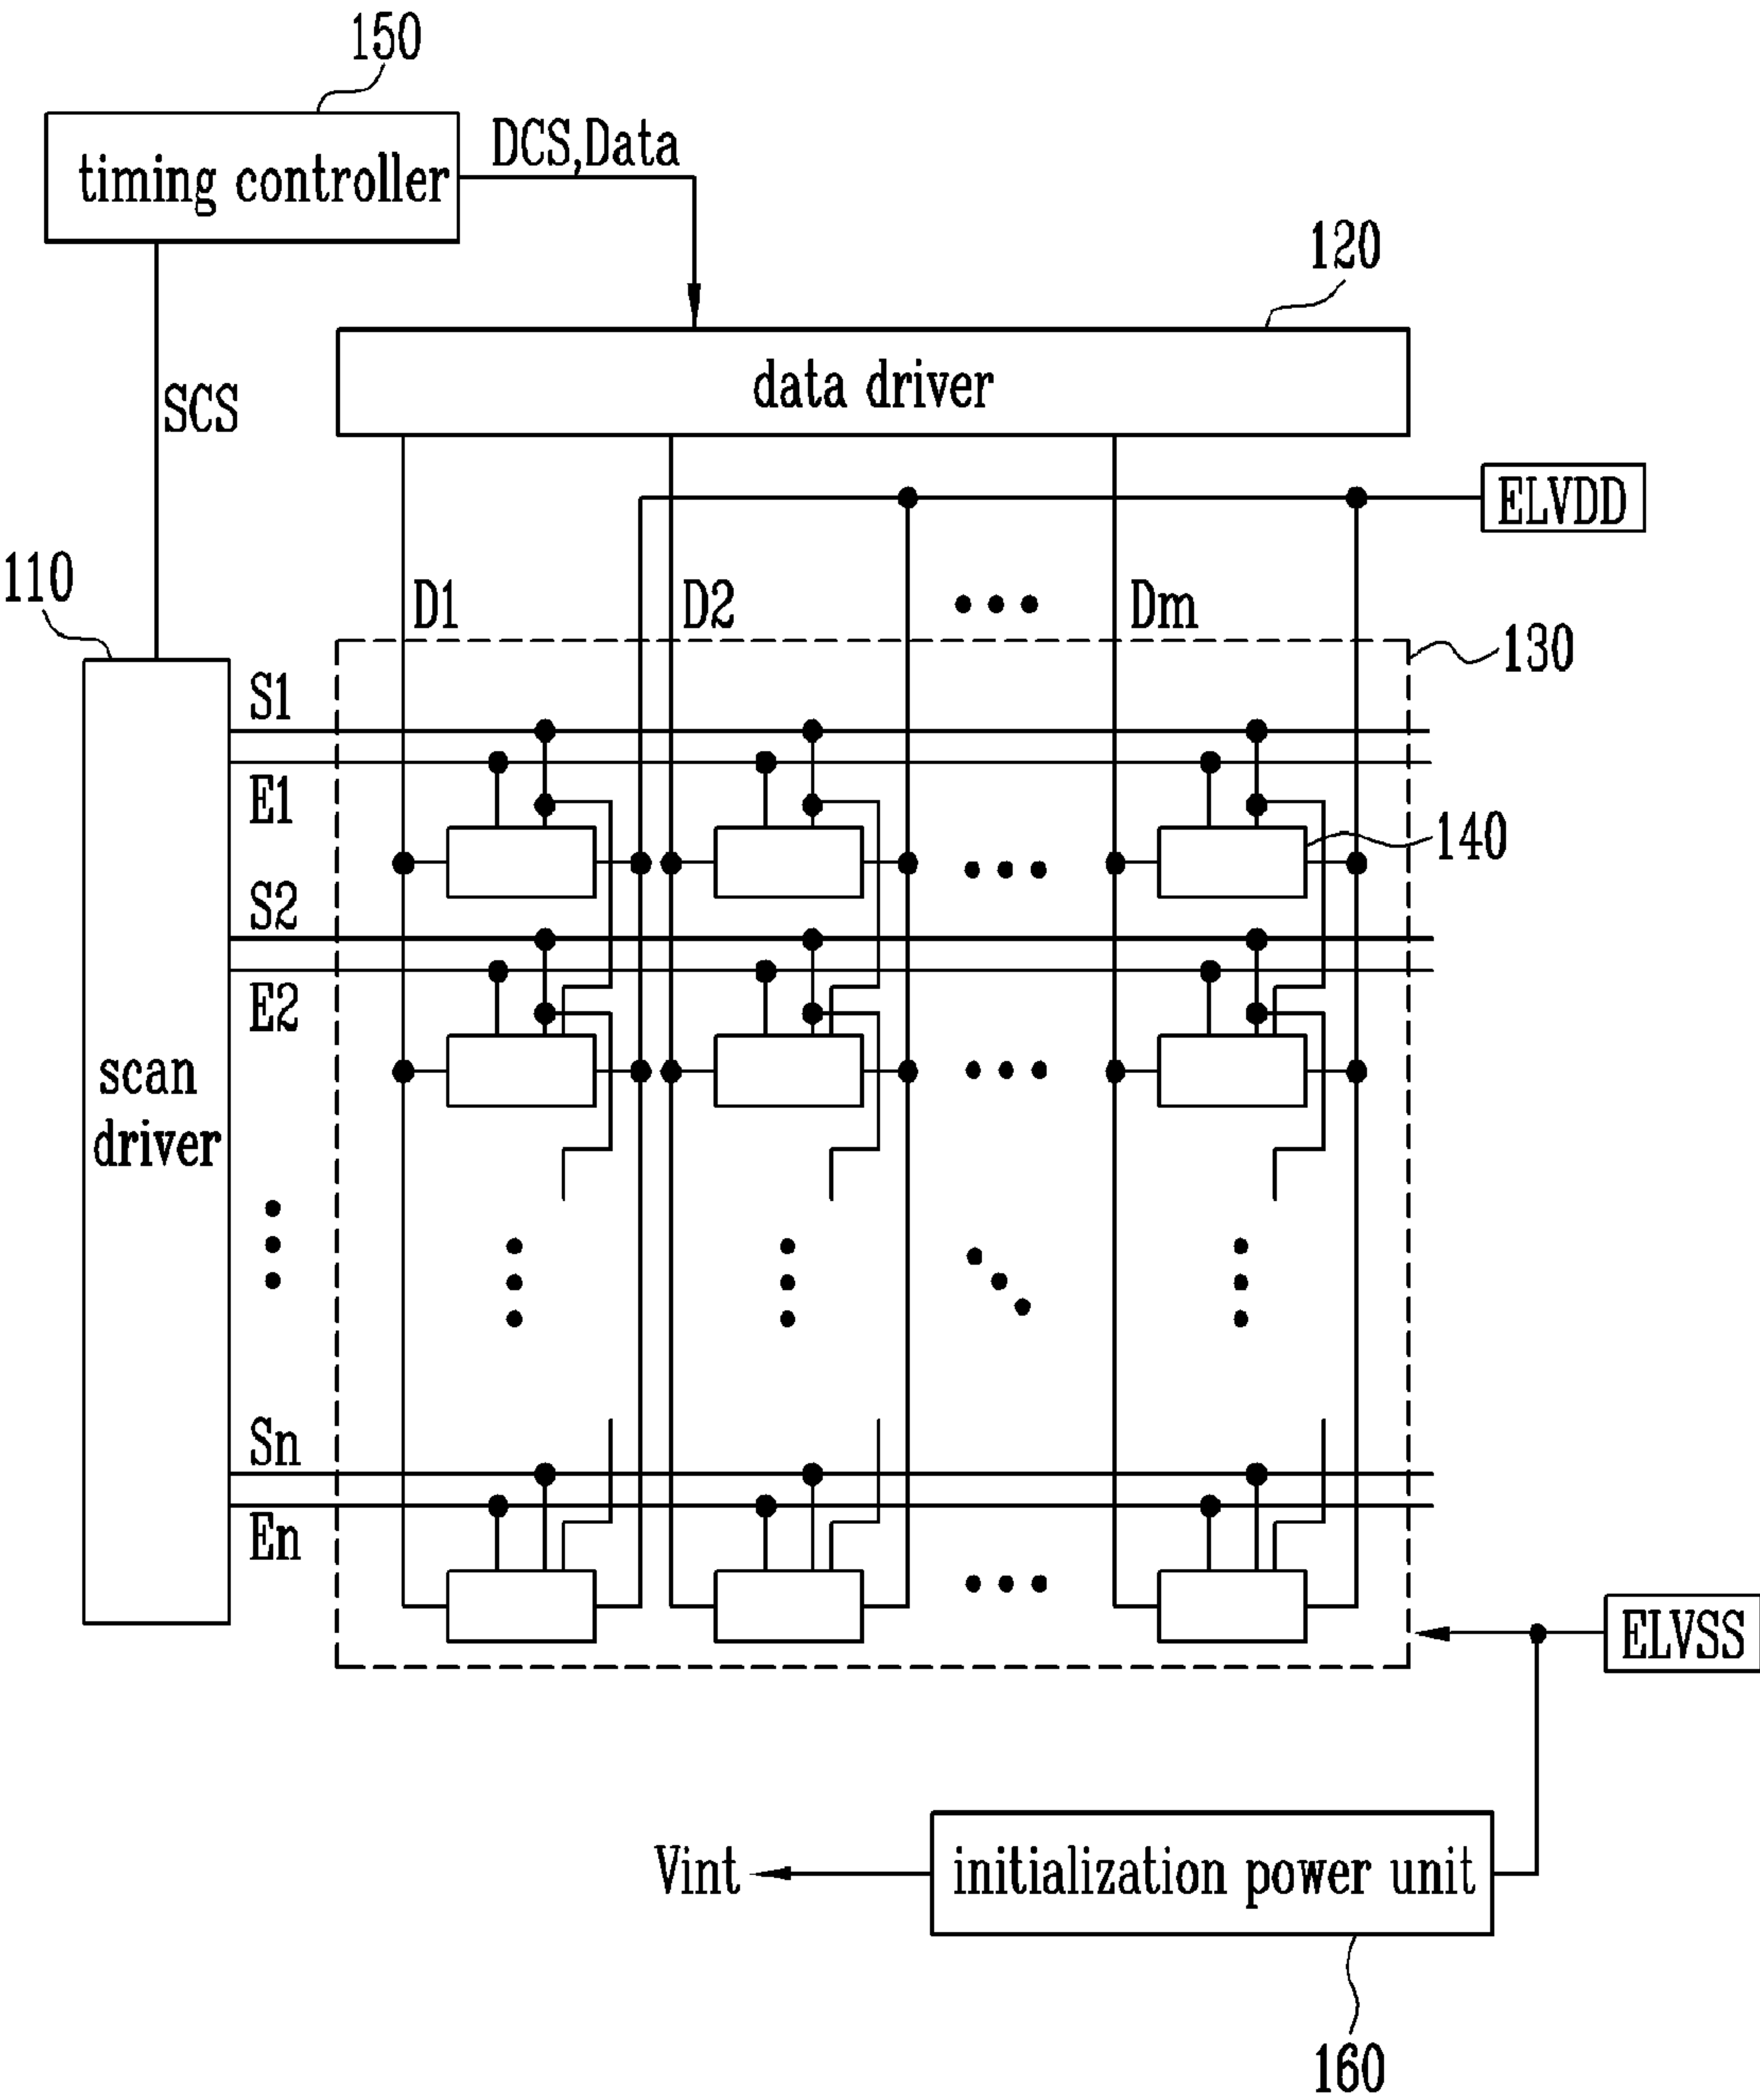 150
timing controller
DCS,Data
120
data driver
SCS
ELVDD
110
D1
D2
Dm
130
S1
E1
140
S2
E2
scan
driver
Sn
En
ELVSS
Vint
initialization power unit
160